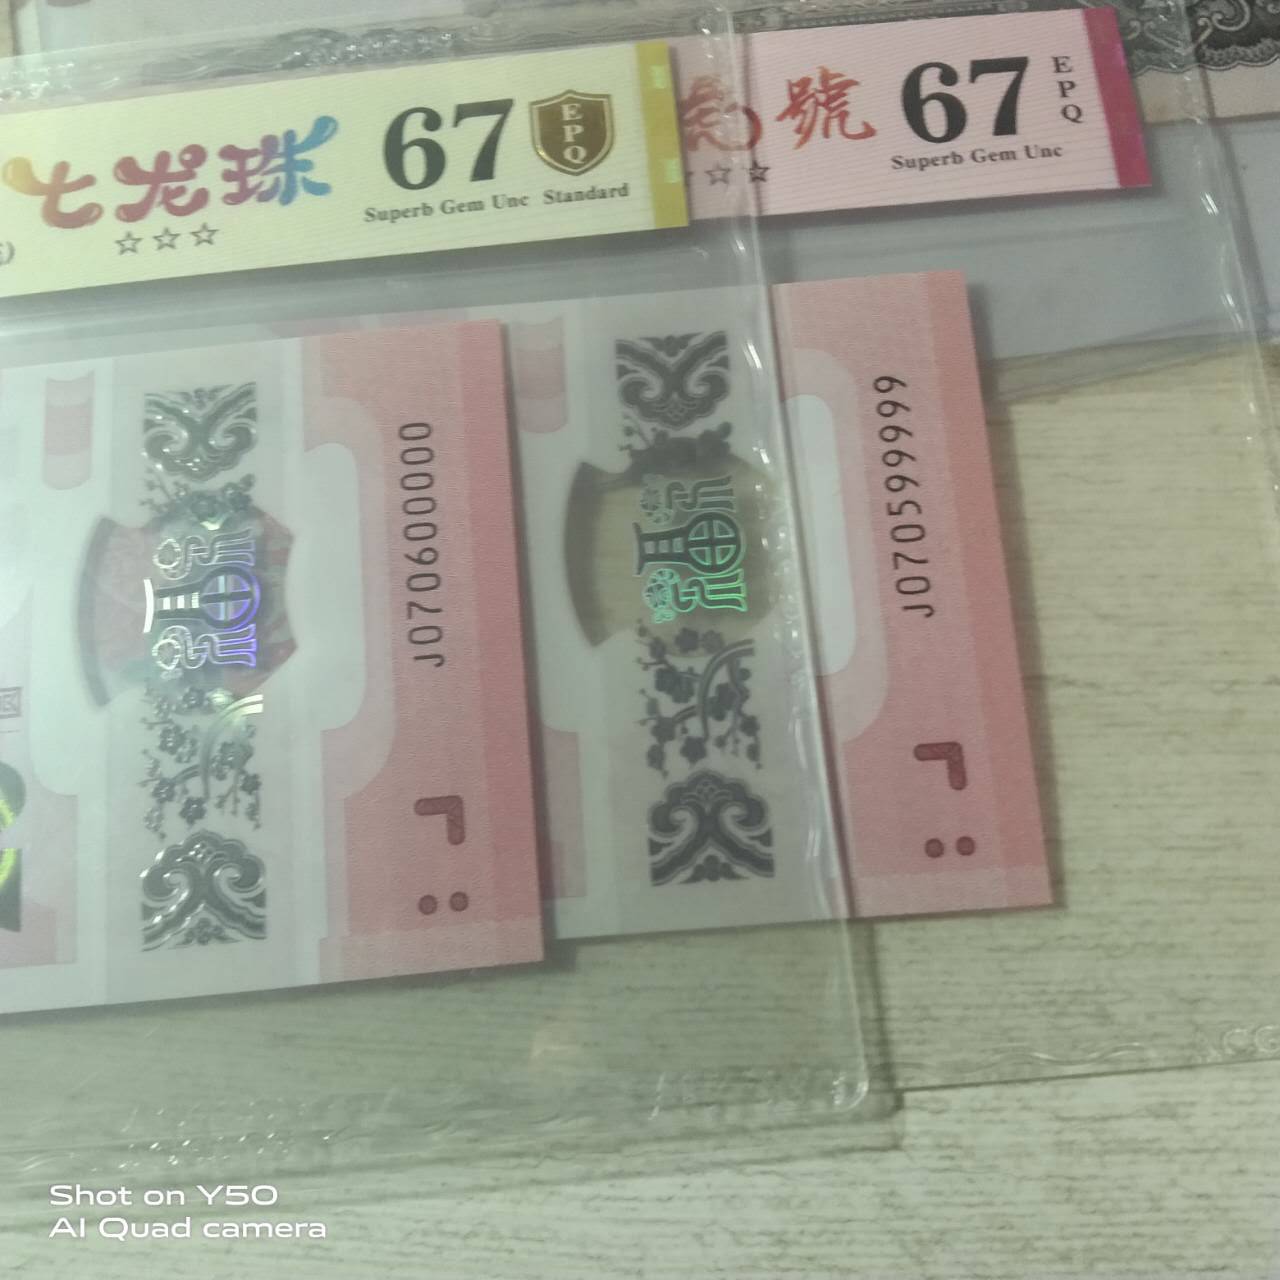 七龙珠
67
EPQ
Superb Gem Unc Standard
☆☆☆
號
67
EPQ
Superb Gem Unc
☆☆
J070600000
J070599999
Shot on Y50
AI Quad camera